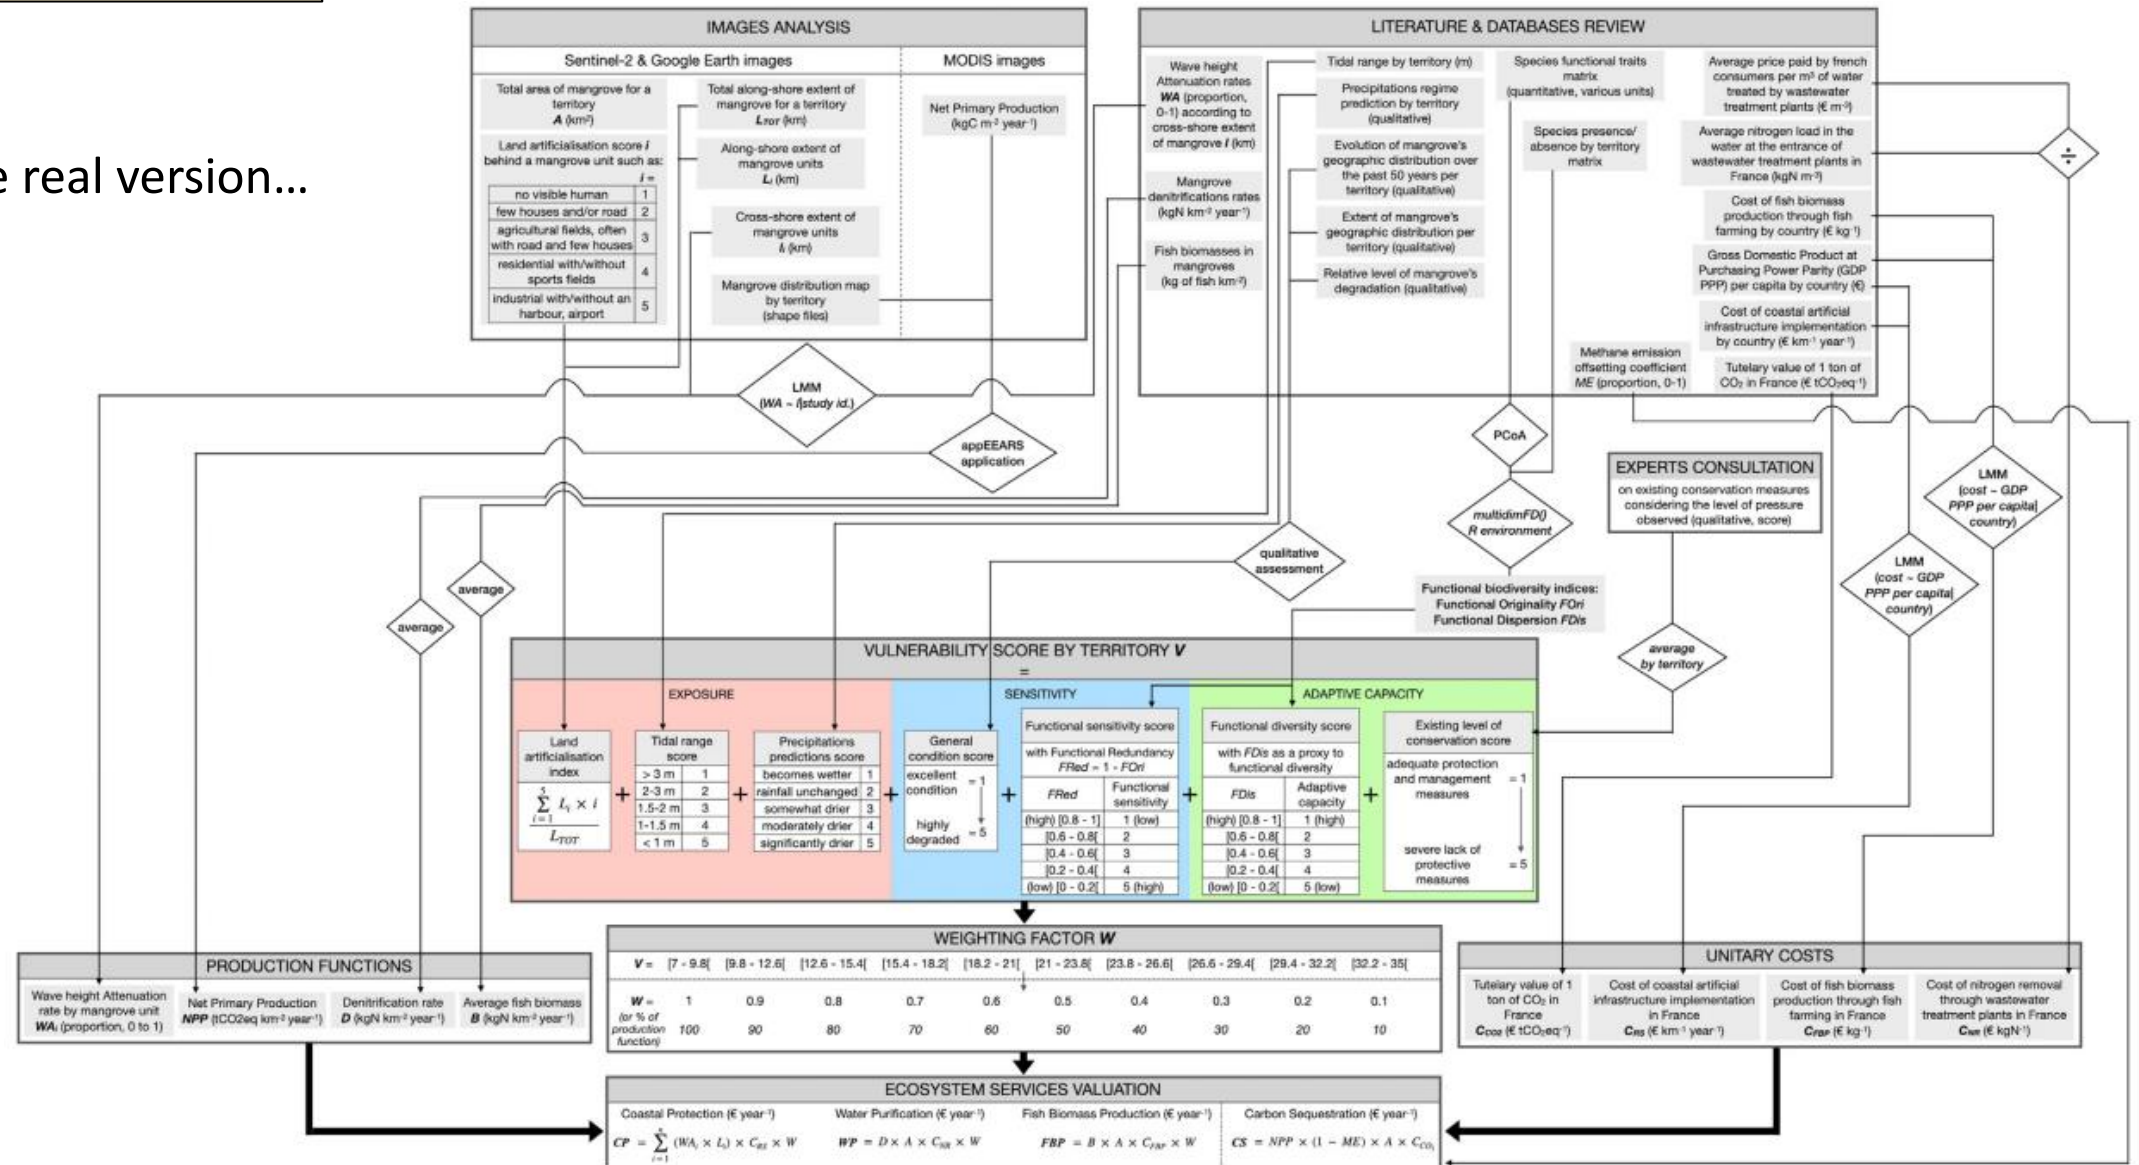 e real version...
IMAGES ANALYSIS
Sentinel-2 & Google Earth images
MODIS images
Total area of mangrove for a
territory
A (km²)
Land artificialisation score i
behind a mangrove unit such as:
i =
no visible human 1
few houses and/or road 2
agricultural fields, often
with road and few houses 3
residential with/without
sports fields 4
industrial with/without an
harbour, airport 5
Total along-shore extent of
mangrove for a territory
L_TOT (km)
Along-shore extent of
mangrove units
Lᵢ (km)
Cross-shore extent of
mangrove units
lᵢ (km)
Mangrove distribution map
by territory
(shape files)
Net Primary Production
(kgC m⁻² year⁻¹)
LITERATURE & DATABASES REVIEW
Wave height
Attenuation rates
WA (proportion,
0-1) according to
cross-shore extent
of mangrove l (km)
Mangrove
denitrifications rates
(kgN km⁻² year⁻¹)
Fish biomasses in
mangroves
(kg of fish km⁻²)
Tidal range by territory (m)
Precipitations regime
prediction by territory
(qualitative)
Evolution of mangrove's
geographic distribution over
the past 50 years per
territory (qualitative)
Extent of mangrove's
geographic distribution per
territory (qualitative)
Relative level of mangrove's
degradation (qualitative)
Species functional traits
matrix
(quantitative, various units)
Species presence/
absence by territory
matrix
Average price paid by french
consumers per m³ of water
treated by wastewater
treatment plants (€ m⁻³)
Average nitrogen load in the
water at the entrance of
wastewater treatment plants in
France (kgN m⁻³)
Cost of fish biomass
production through fish
farming by country (€ kg⁻¹)
Gross Domestic Product at
Purchasing Power Parity (GDP
PPP) per capita by country (€)
Cost of coastal artificial
infrastructure implementation
by country (€ km⁻¹ year⁻¹)
Methane emission
offsetting coefficient
ME (proportion, 0-1)
Tutelary value of 1 ton of
CO₂ in France (€ tCO₂eq⁻¹)
÷
LMM
(WA ~ l|study id.)
appEEARS
application
PCoA
multidimFD()
R environment
EXPERTS CONSULTATION
on existing conservation measures
considering the level of pressure
observed (qualitative, score)
LMM
(cost ~ GDP
PPP per capita|
country)
LMM
(cost ~ GDP
PPP per capita|
country)
qualitative
assessment
average
average
Functional biodiversity indices:
Functional Originality FOri
Functional Dispersion FDis
average
by territory
VULNERABILITY SCORE BY TERRITORY V
=
EXPOSURE
SENSITIVITY
ADAPTIVE CAPACITY
Land
artificialisation
index
5
∑ Lᵢ × i
i = 1
L_TOT
+
Tidal range
score
> 3 m 1
2-3 m 2
1.5-2 m 3
1-1.5 m 4
< 1 m 5
+
Precipitations
predictions score
becomes wetter 1
rainfall unchanged 2
somewhat drier 3
moderately drier 4
significantly drier 5
+
General
condition score
excellent
condition = 1
highly
degraded = 5
+
Functional sensitivity score
with Functional Redundancy
FRed = 1 - FOri
FRed Functional
sensitivity
(high) [0.8 - 1] 1 (low)
[0.6 - 0.8[ 2
[0.4 - 0.6[ 3
[0.2 - 0.4[ 4
(low) [0 - 0.2[ 5 (high)
+
Functional diversity score
with FDis as a proxy to
functional diversity
FDis Adaptive
capacity
(high) [0.8 - 1] 1 (high)
[0.6 - 0.8[ 2
[0.4 - 0.6[ 3
[0.2 - 0.4[ 4
(low) [0 - 0.2[ 5 (low)
+
Existing level of
conservation score
adequate protection
and management = 1
measures
severe lack of
protective = 5
measures
WEIGHTING FACTOR W
V = [7 - 9.8[ [9.8 - 12.6[ [12.6 - 15.4[ [15.4 - 18.2[ [18.2 - 21[ [21 - 23.8[ [23.8 - 26.6[ [26.6 - 29.4[ [29.4 - 32.2[ [32.2 - 35[
W = 1 0.9 0.8 0.7 0.6 0.5 0.4 0.3 0.2 0.1
(or % of
production 100 90 80 70 60 50 40 30 20 10
function)
PRODUCTION FUNCTIONS
Wave height Attenuation
rate by mangrove unit
WAᵢ (proportion, 0 to 1)
Net Primary Production
NPP (tCO2eq km⁻² year⁻¹)
Denitrification rate
D (kgN km⁻² year⁻¹)
Average fish biomass
B (kgN km⁻² year⁻¹)
UNITARY COSTS
Tutelary value of 1
ton of CO₂ in
France
C_CO2 (€ tCO₂eq⁻¹)
Cost of coastal artificial
infrastructure implementation
in France
C_RS (€ km⁻¹ year⁻¹)
Cost of fish biomass
production through fish
farming in France
C_FBP (€ kg⁻¹)
Cost of nitrogen removal
through wastewater
treatment plants in France
C_NR (€ kgN⁻¹)
ECOSYSTEM SERVICES VALUATION
Coastal Protection (€ year⁻¹)
CP = ∑ (WAᵢ × Lᵢ) × C_RS × W
i = 1
Water Purification (€ year⁻¹)
WP = D × A × C_NR × W
Fish Biomass Production (€ year⁻¹)
FBP = B × A × C_FBP × W
Carbon Sequestration (€ year⁻¹)
CS = NPP × (1 − ME) × A × C_CO₂